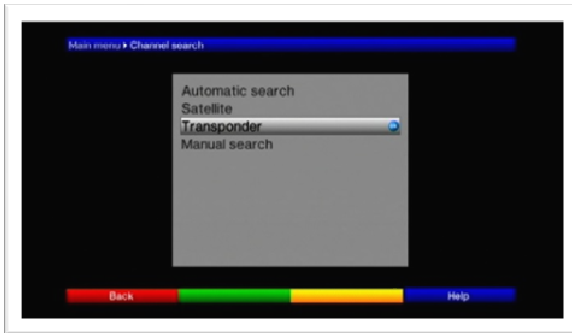 Main menu ▸ Channel search
Automatic search
Satellite
Transponder
Manual search
Back
Help